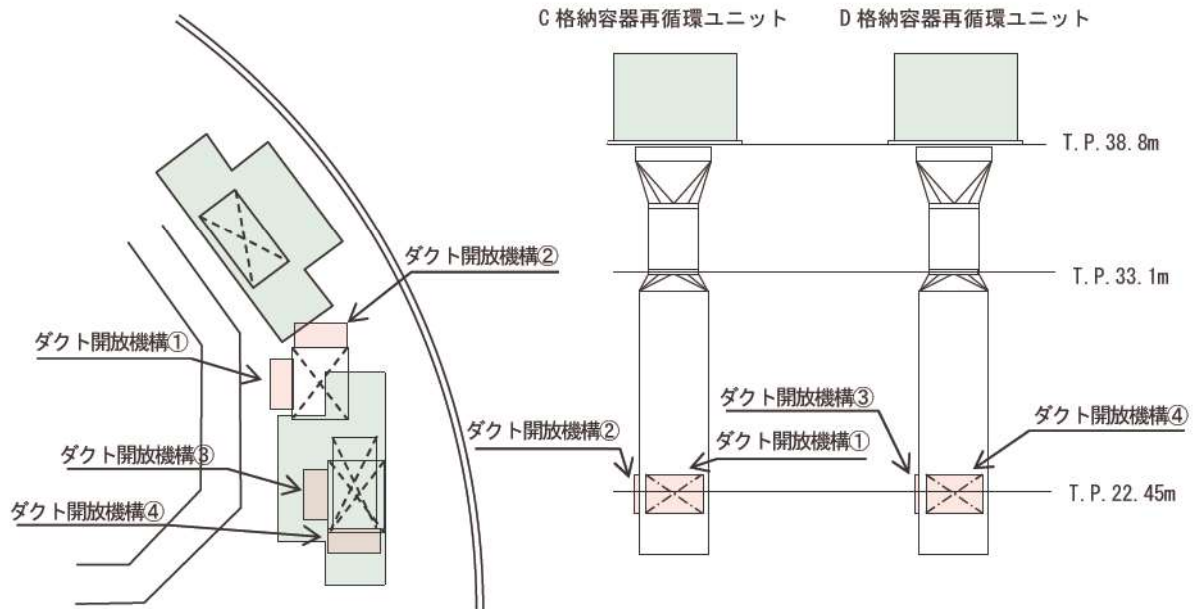 C格納容器再循環ユニット
D格納容器再循環ユニット
T.P.38.8m
ダクト開放機構②
T.P.33.1m
ダクト開放機構①
ダクト開放機構③
ダクト開放機構④
ダクト開放機構②
ダクト開放機構①
ダクト開放機構③
ダクト開放機構④
T.P.22.45m